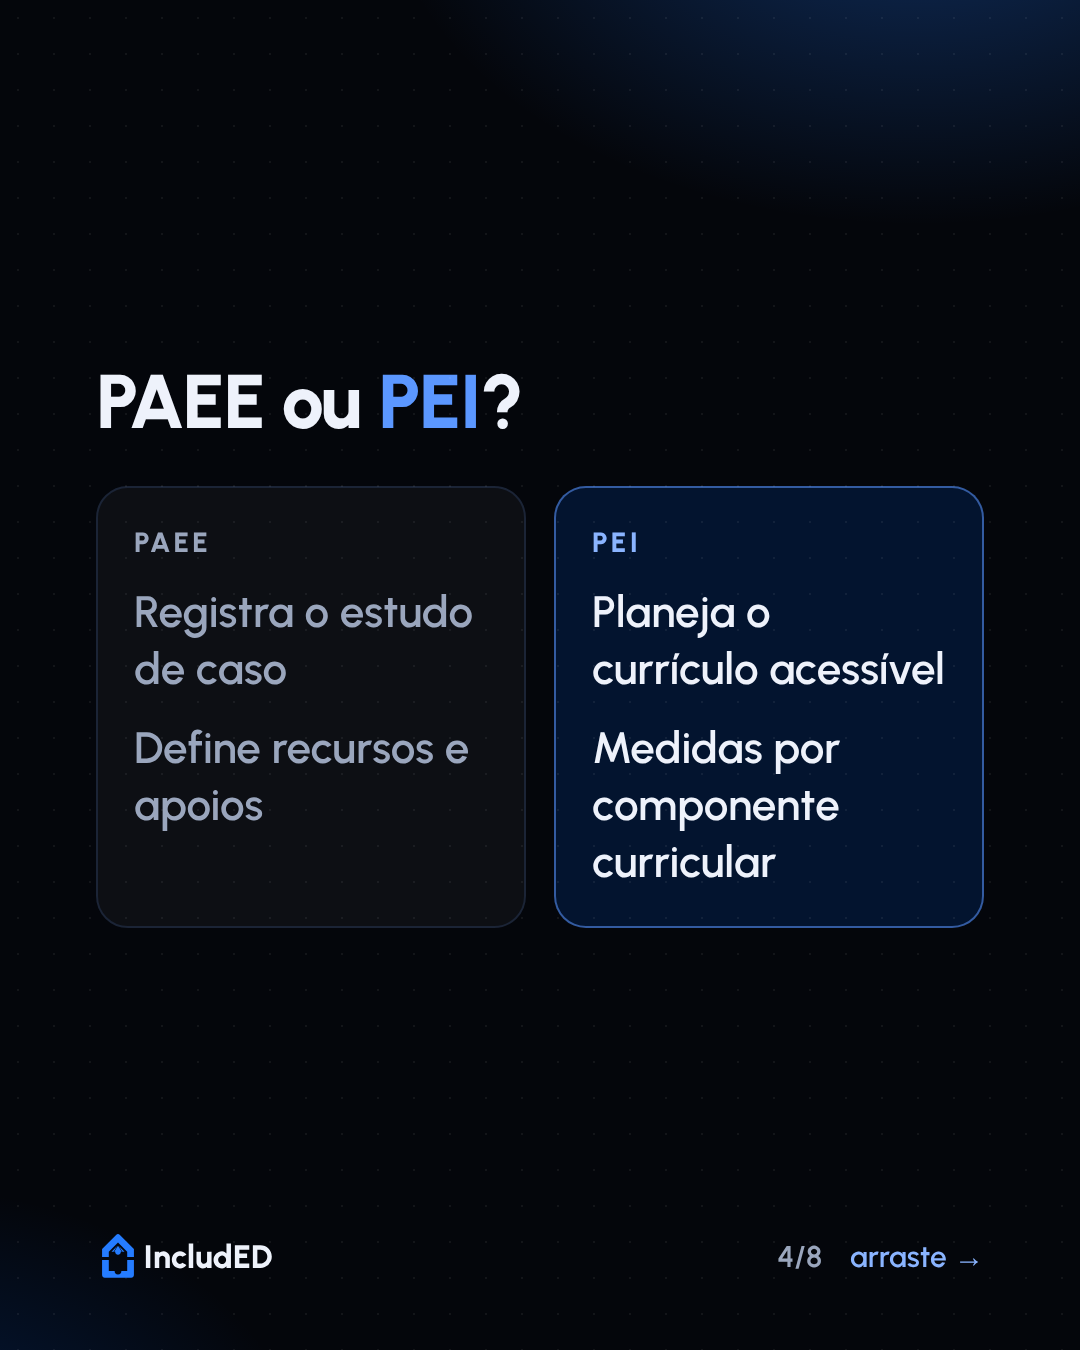 PAEE ou PEI?
PAEE
Registra o estudo
de caso
Define recursos e
apoios
PEI
Planeja o
currículo acessível
Medidas por
componente
curricular
IncludED
4/8 arraste →